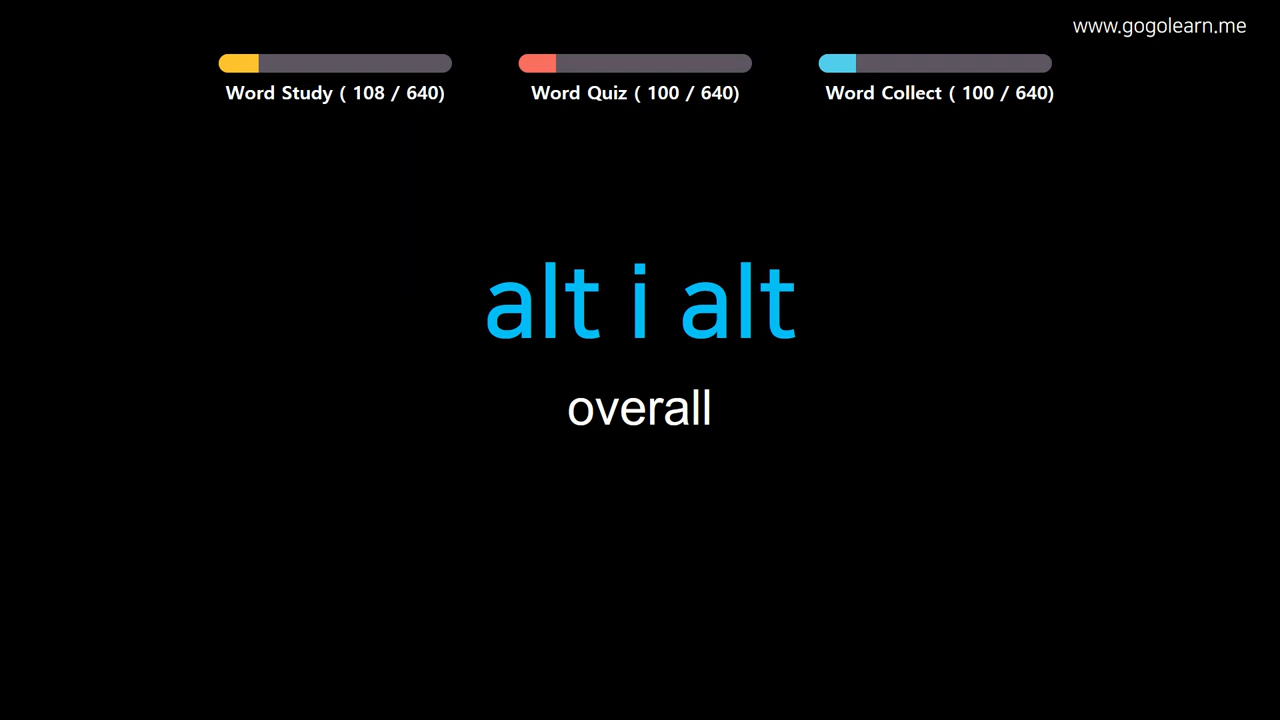 www.gogolearn.me
Word Study ( 108 / 640)
Word Quiz ( 100 / 640)
Word Collect ( 100 / 640)
alt i alt
overall